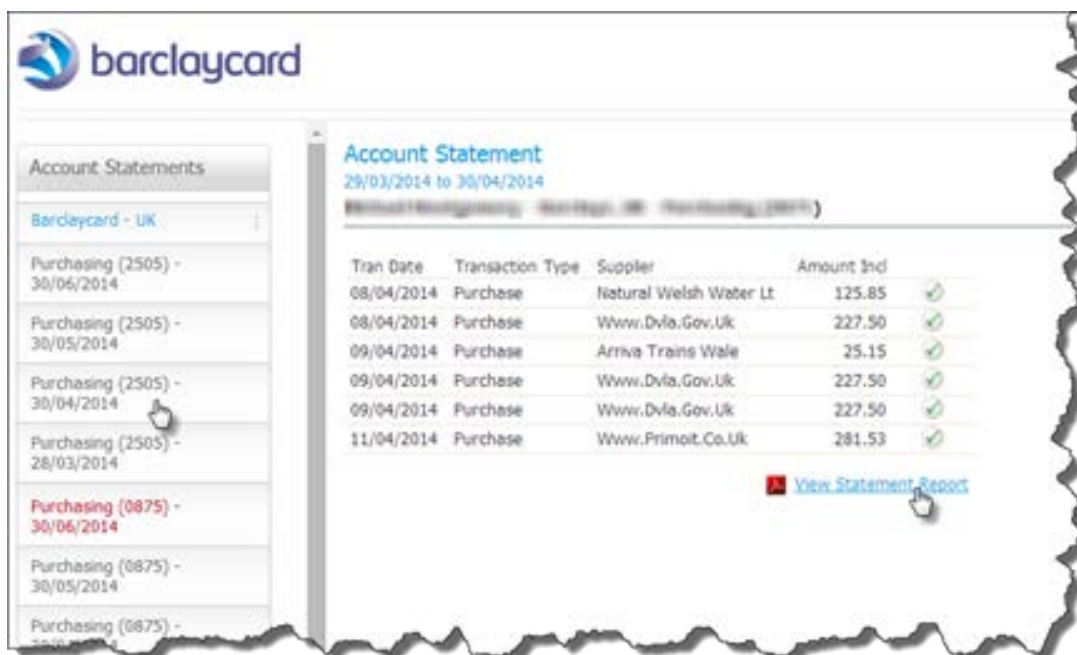 barclaycard
Account Statements
Barclaycard - UK
Purchasing (2505) -
30/06/2014
Purchasing (2505) -
30/05/2014
Purchasing (2505) -
30/04/2014
Purchasing (2505) -
28/03/2014
Purchasing (0875) -
30/06/2014
Purchasing (0875) -
30/05/2014
Purchasing (0875) -
Account Statement
29/03/2014 to 30/04/2014
)
Tran Date Transaction Type Supplier Amount Incl
08/04/2014 Purchase Natural Welsh Water Lt 125.85
08/04/2014 Purchase Www.Dvla.Gov.Uk 227.50
09/04/2014 Purchase Arriva Trains Wale 25.15
09/04/2014 Purchase Www.Dvla.Gov.Uk 227.50
09/04/2014 Purchase Www.Dvla.Gov.Uk 227.50
11/04/2014 Purchase Www.Primoit.Co.Uk 281.53
View Statement Report